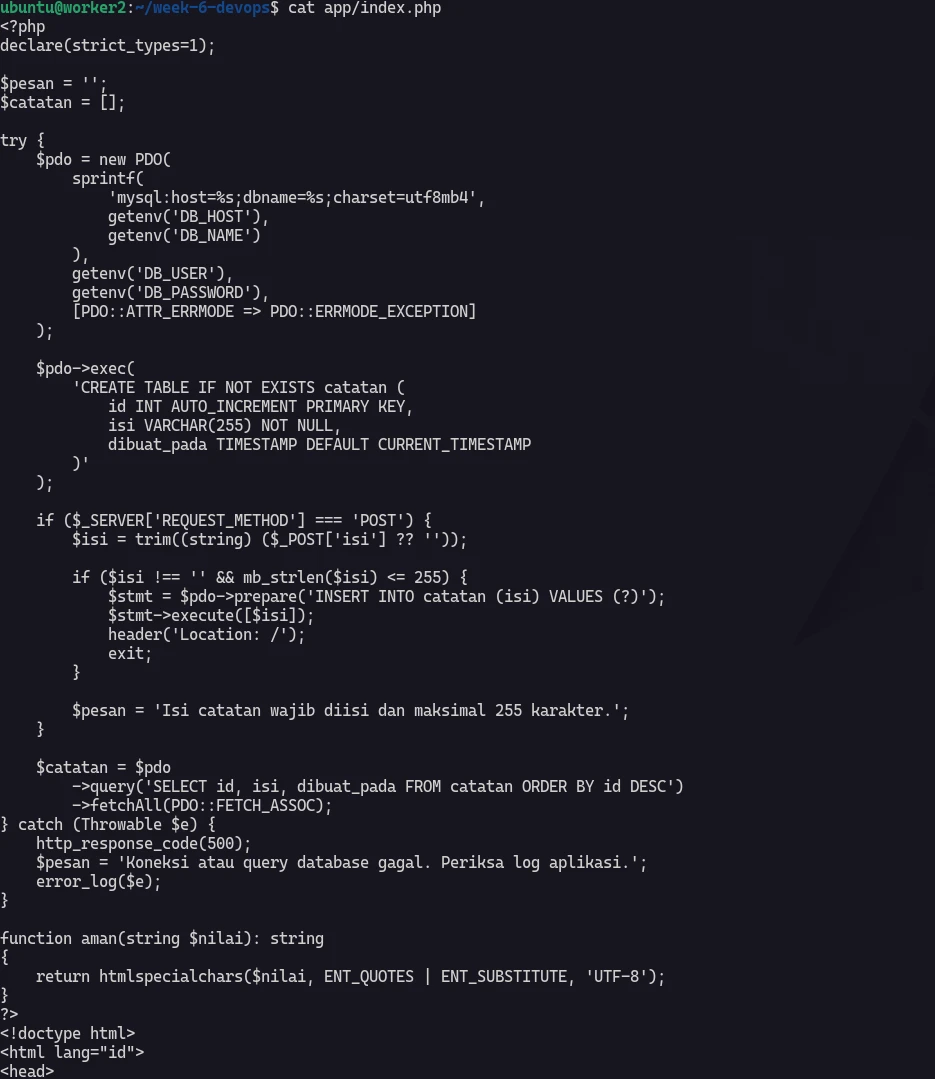 ubuntu@worker2:~/week-6-devops$ cat app/index.php
<?php
declare(strict_types=1);

$pesan = '';
$catatan = [];

try {
    $pdo = new PDO(
        sprintf(
            'mysql:host=%s;dbname=%s;charset=utf8mb4',
            getenv('DB_HOST'),
            getenv('DB_NAME')
        ),
        getenv('DB_USER'),
        getenv('DB_PASSWORD'),
        [PDO::ATTR_ERRMODE => PDO::ERRMODE_EXCEPTION]
    );

    $pdo->exec(
        'CREATE TABLE IF NOT EXISTS catatan (
            id INT AUTO_INCREMENT PRIMARY KEY,
            isi VARCHAR(255) NOT NULL,
            dibuat_pada TIMESTAMP DEFAULT CURRENT_TIMESTAMP
        )'
    );

    if ($_SERVER['REQUEST_METHOD'] === 'POST') {
        $isi = trim((string) ($_POST['isi'] ?? ''));

        if ($isi !== '' && mb_strlen($isi) <= 255) {
            $stmt = $pdo->prepare('INSERT INTO catatan (isi) VALUES (?)');
            $stmt->execute([$isi]);
            header('Location: /');
            exit;
        }

        $pesan = 'Isi catatan wajib diisi dan maksimal 255 karakter.';
    }

    $catatan = $pdo
        ->query('SELECT id, isi, dibuat_pada FROM catatan ORDER BY id DESC')
        ->fetchAll(PDO::FETCH_ASSOC);
} catch (Throwable $e) {
    http_response_code(500);
    $pesan = 'Koneksi atau query database gagal. Periksa log aplikasi.';
    error_log($e);
}

function aman(string $nilai): string
{
    return htmlspecialchars($nilai, ENT_QUOTES | ENT_SUBSTITUTE, 'UTF-8');
}
?>
<!doctype html>
<html lang="id">
<head>